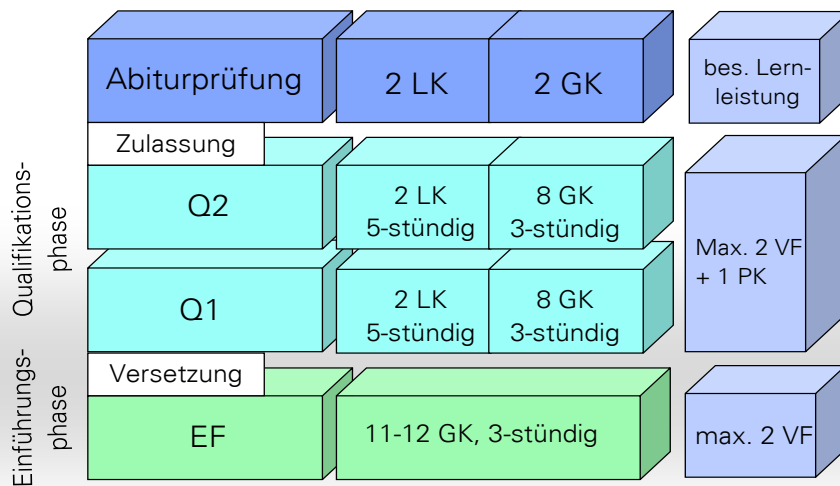 Abiturprüfung
2 LK
2 GK
bes. Lern-
leistung
Zulassung
Qualifikations-
phase
Q2
2 LK
5-stündig
8 GK
3-stündig
Max. 2 VF
+ 1 PK
Q1
2 LK
5-stündig
8 GK
3-stündig
Versetzung
Einführungs-
phase
EF
11-12 GK, 3-stündig
max. 2 VF